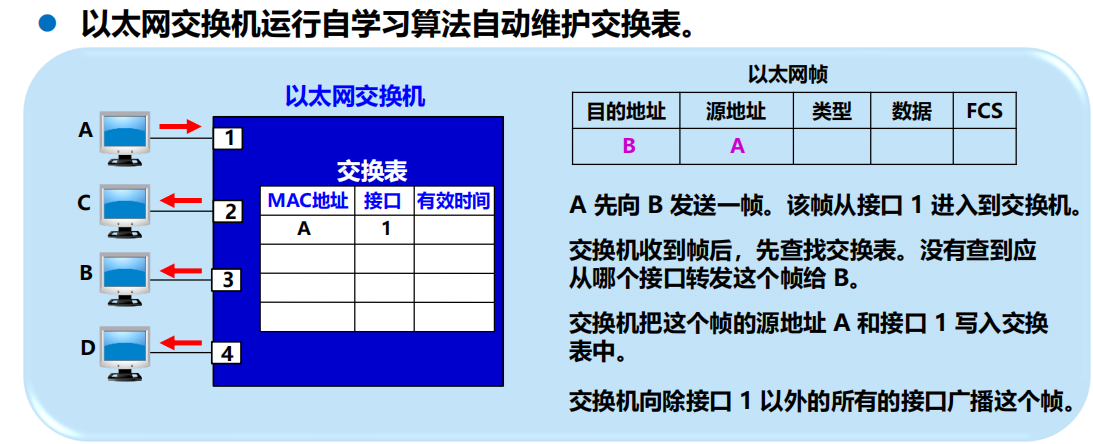 以太网交换机运行自学习算法自动维护交换表。
以太网交换机
A
1
C
2
B
3
D
4
交换表
MAC地址 接口 有效时间
A 1
以太网帧
目的地址 源地址 类型 数据 FCS
B A
A 先向 B 发送一帧。该帧从接口 1 进入到交换机。
交换机收到帧后，先查找交换表。没有查到应
从哪个接口转发这个帧给 B。
交换机把这个帧的源地址 A 和接口 1 写入交换
表中。
交换机向除接口 1 以外的所有的接口广播这个帧。